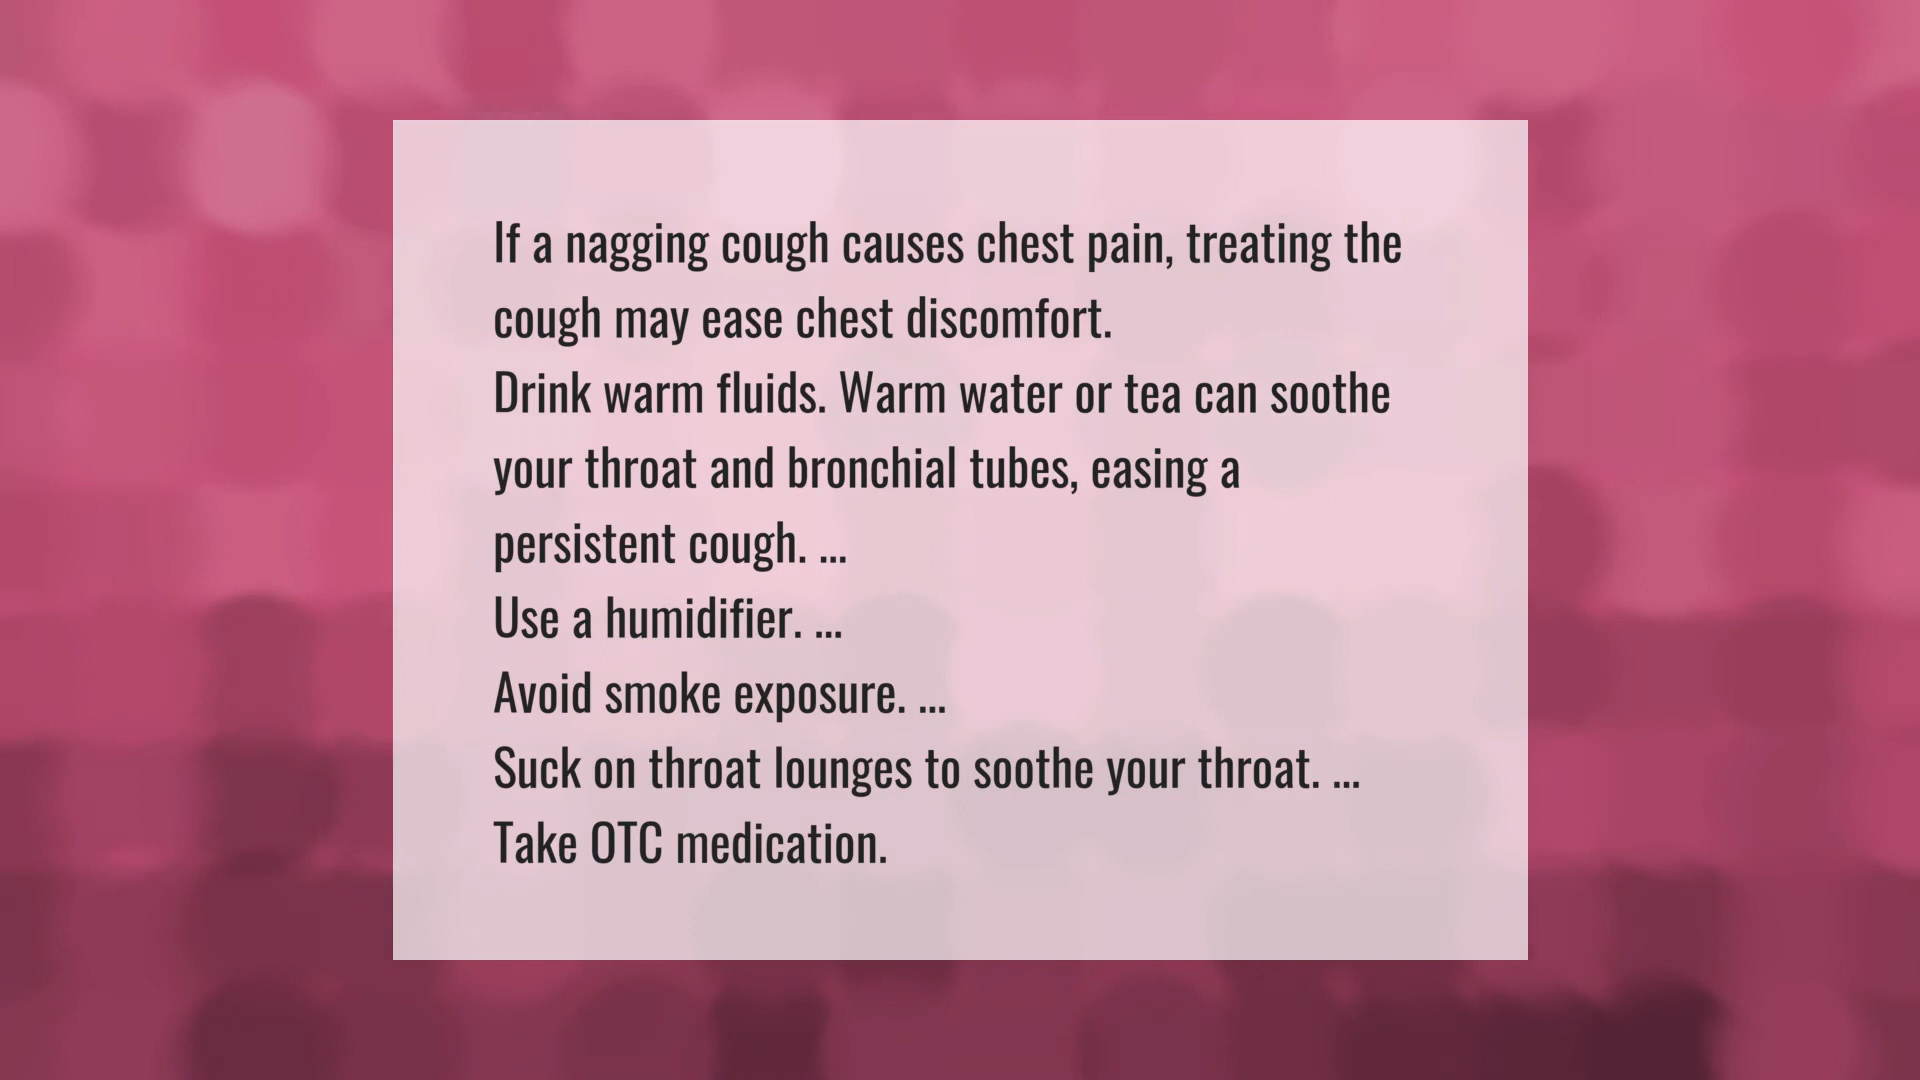 If a nagging cough causes chest pain, treating the
cough may ease chest discomfort.
Drink warm fluids. Warm water or tea can soothe
your throat and bronchial tubes, easing a
persistent cough. ...
Use a humidifier. ...
Avoid smoke exposure. ...
Suck on throat lounges to soothe your throat. ...
Take OTC medication.